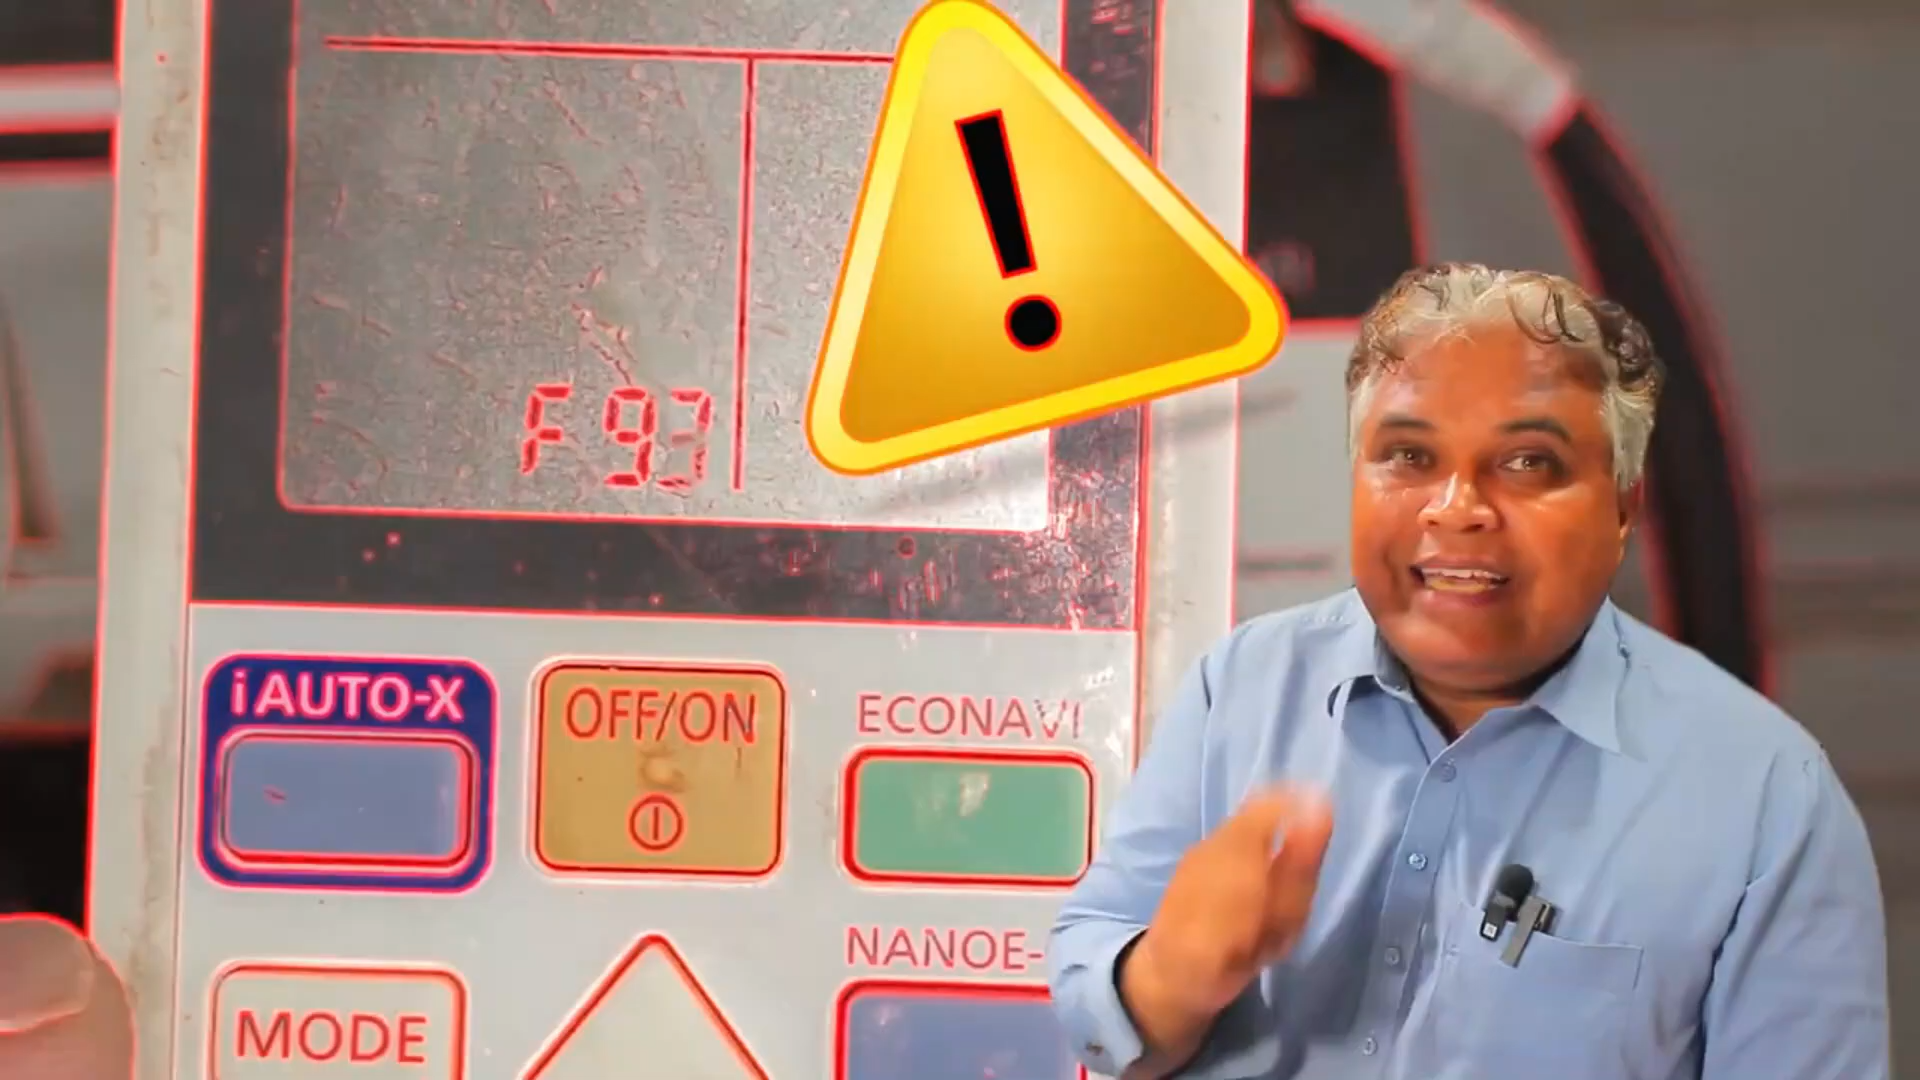 F93
iAUTO-X
OFF/ON
ECONAVI
NANOE-
MODE